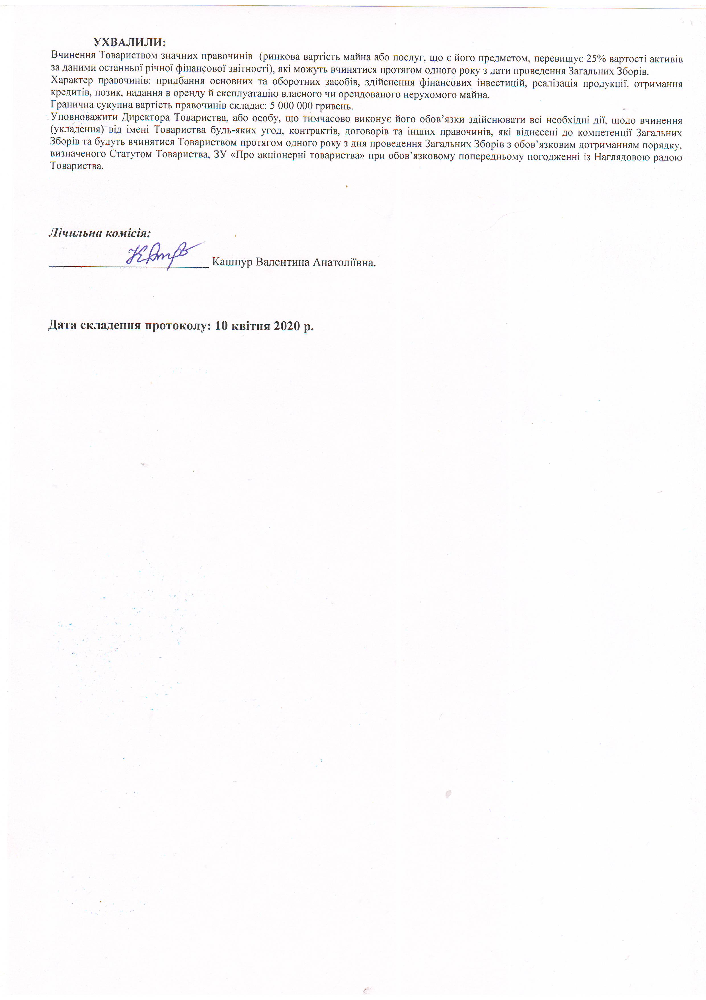 УХВАЛИЛИ:
Вчинення Товариством значних правочинів (ринкова вартість майна або послуг, що є його предметом, перевищує 25% вартості активів
за даними останньої річної фінансової звітності), які можуть вчинятися протягом одного року з дати проведення Загальних Зборів.
Характер правочинів: придбання основних та оборотних засобів, здійснення фінансових інвестицій, реалізація продукції, отримання
кредитів, позик, надання в оренду й експлуатацію власного чи орендованого нерухомого майна.
Гранична сукупна вартість правочинів складає: 5 000 000 гривень.
Уповноважити Директора Товариства, або особу, що тимчасово виконує його обов’язки здійснювати всі необхідні дії, щодо вчинення
(укладення) від імені Товариства будь-яких угод, контрактів, договорів та інших правочинів, які віднесені до компетенції Загальних
Зборів та будуть вчинятися Товариством протягом одного року з дня проведення Загальних Зборів з обов’язковим дотриманням порядку,
визначеного Статутом Товариства, ЗУ «Про акціонерні товариства» при обов’язковому попередньому погодженні із Наглядовою радою
Товариства.
Лічильна комісія:
Кашпур Валентина Анатоліївна.
Дата складення протоколу: 10 квітня 2020 р.